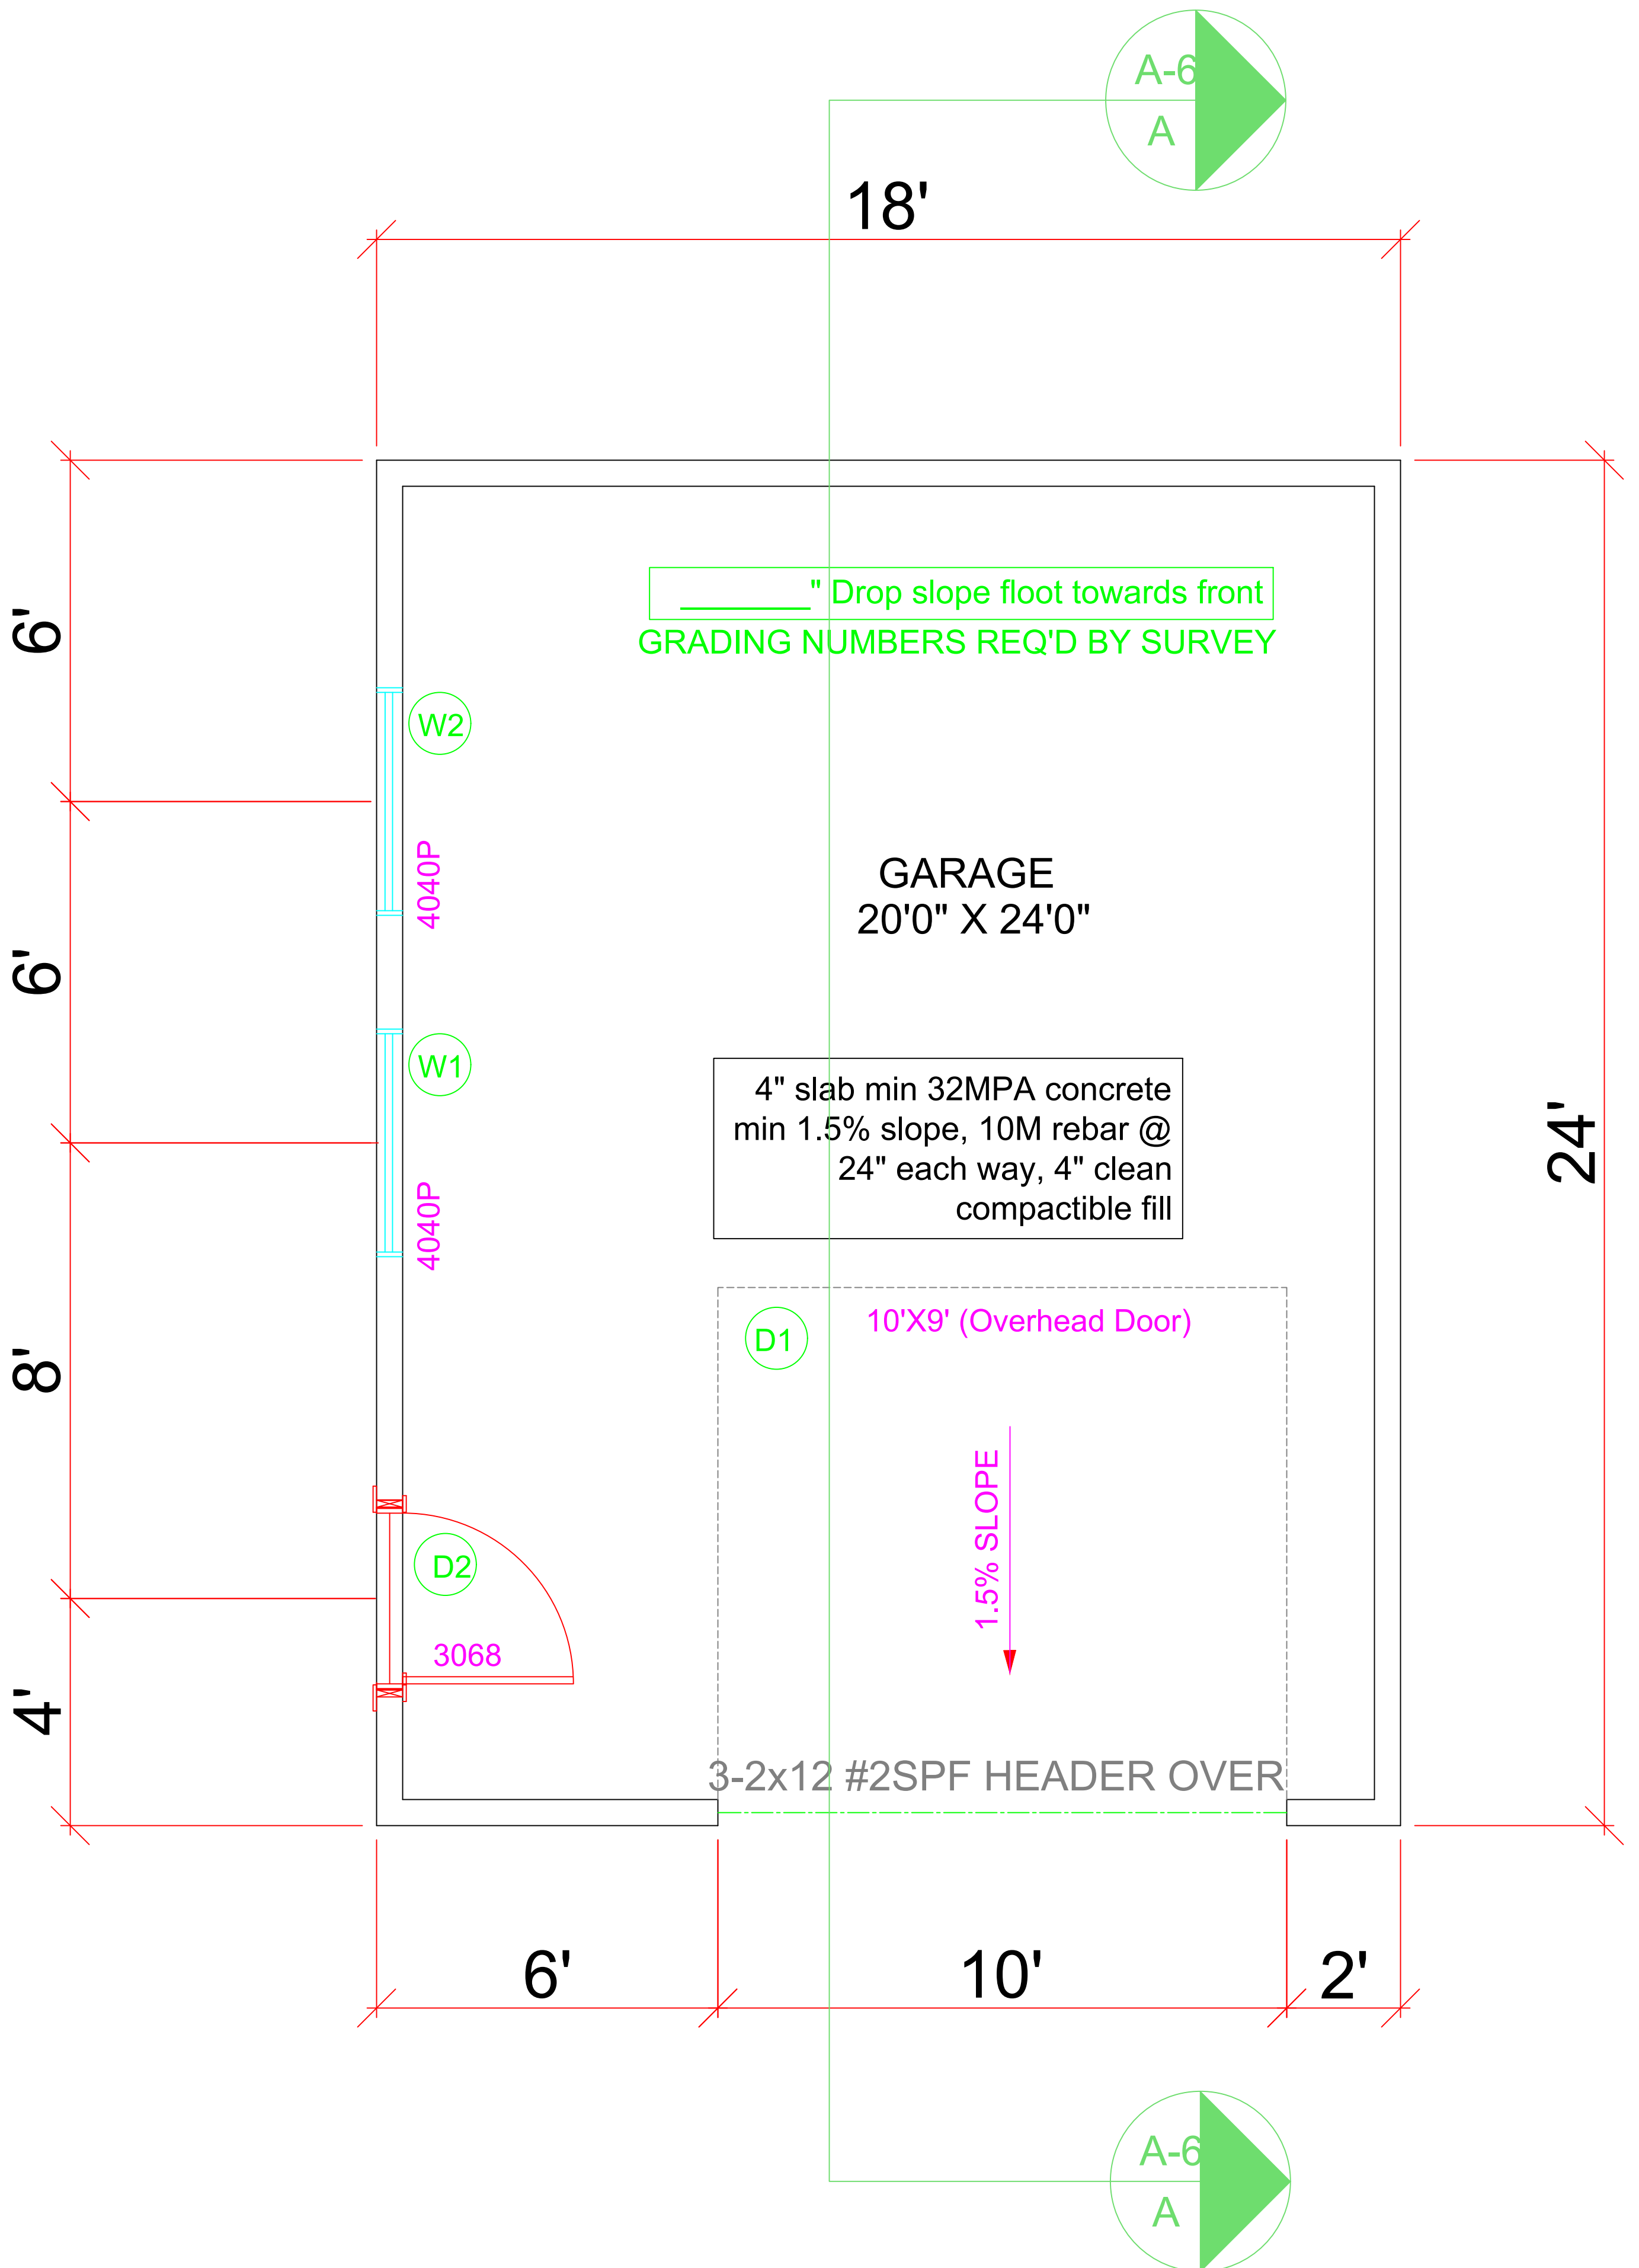 A-6
A
18'
6'
" Drop slope floot towards front
GRADING NUMBERS REQ'D BY SURVEY
W2
4040P
GARAGE
20'0" X 24'0"
6'
W1
4040P
4" slab min 32MPA concrete
min 1.5% slope, 10M rebar @
24" each way, 4" clean
compactible fill
24'
8'
D1
10'X9' (Overhead Door)
1.5% SLOPE
D2
3068
4'
3-2x12 #2SPF HEADER OVER
6'
10'
2'
A-6
A